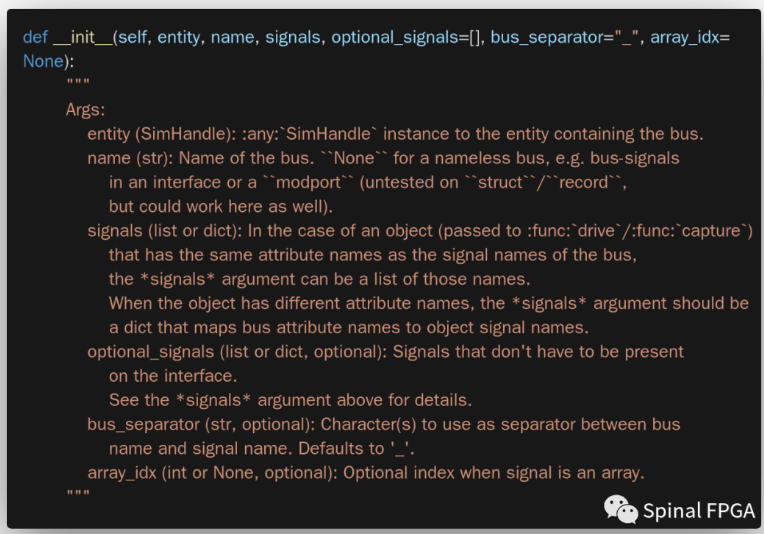 def __init__(self, entity, name, signals, optional_signals=[], bus_separator="_", array_idx=
None):
"""
Args:
entity (SimHandle): :any:`SimHandle` instance to the entity containing the bus.
name (str): Name of the bus. ``None`` for a nameless bus, e.g. bus-signals
in an interface or a ``modport`` (untested on ``struct``/``record``,
but could work here as well).
signals (list or dict): In the case of an object (passed to :func:`drive`/:func:`capture`)
that has the same attribute names as the signal names of the bus,
the *signals* argument can be a list of those names.
When the object has different attribute names, the *signals* argument should be
a dict that maps bus attribute names to object signal names.
optional_signals (list or dict, optional): Signals that don't have to be present
on the interface.
See the *signals* argument above for details.
bus_separator (str, optional): Character(s) to use as separator between bus
name and signal name. Defaults to '_'.
array_idx (int or None, optional): Optional index when signal is an array.
"""
Spinal FPGA